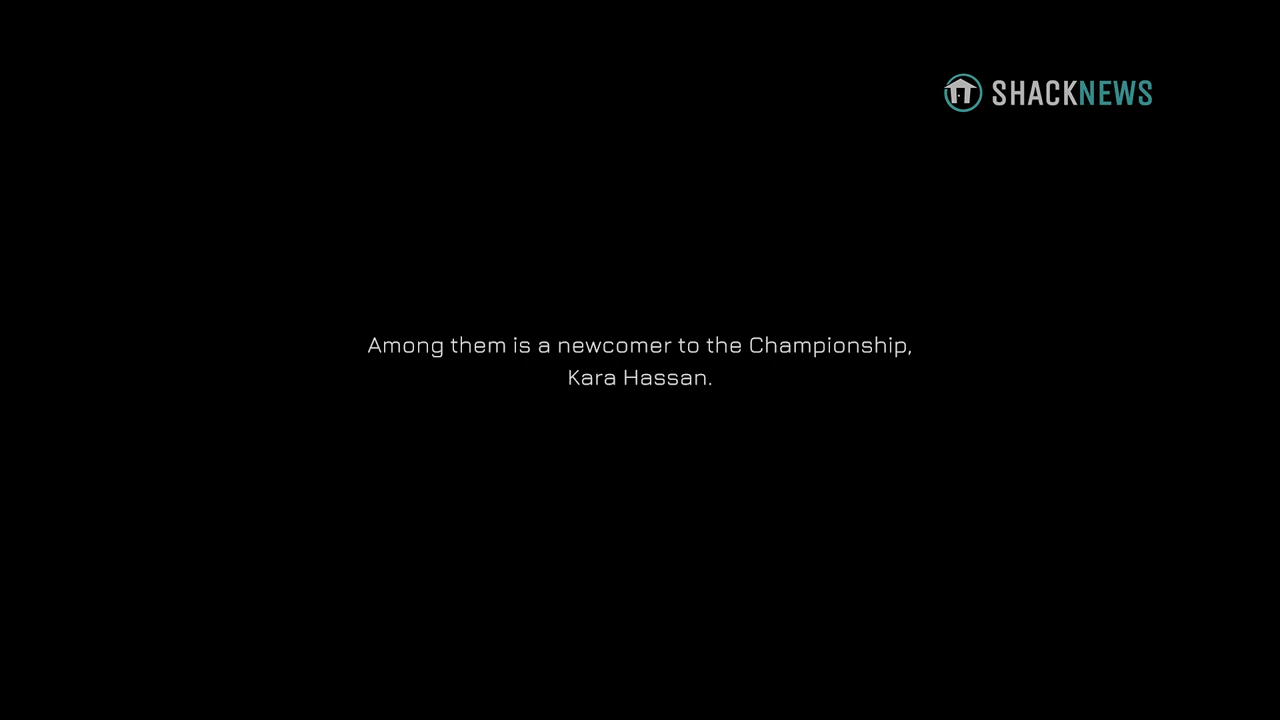 SHACKNEWS
Among them is a newcomer to the Championship,
Kara Hassan.